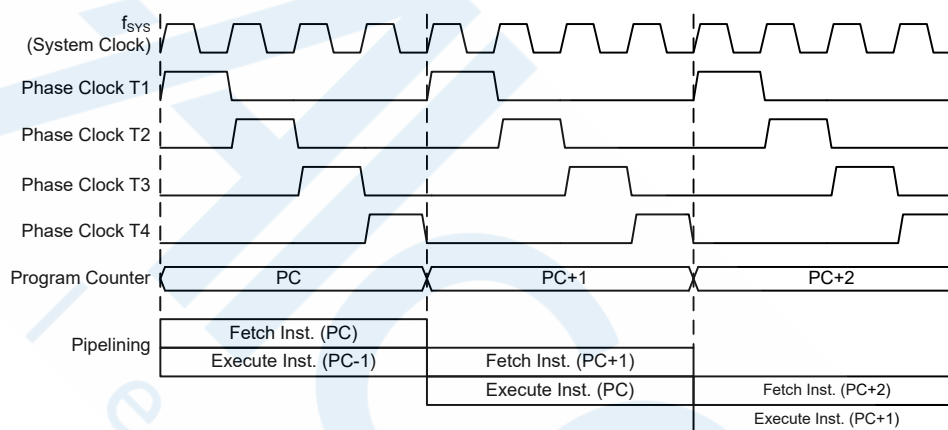 fSYS
(System Clock)
Phase Clock T1
Phase Clock T2
Phase Clock T3
Phase Clock T4
Program Counter PC PC+1 PC+2
Pipelining
Fetch Inst. (PC)
Execute Inst. (PC-1) Fetch Inst. (PC+1)
Execute Inst. (PC) Fetch Inst. (PC+2)
Execute Inst. (PC+1)